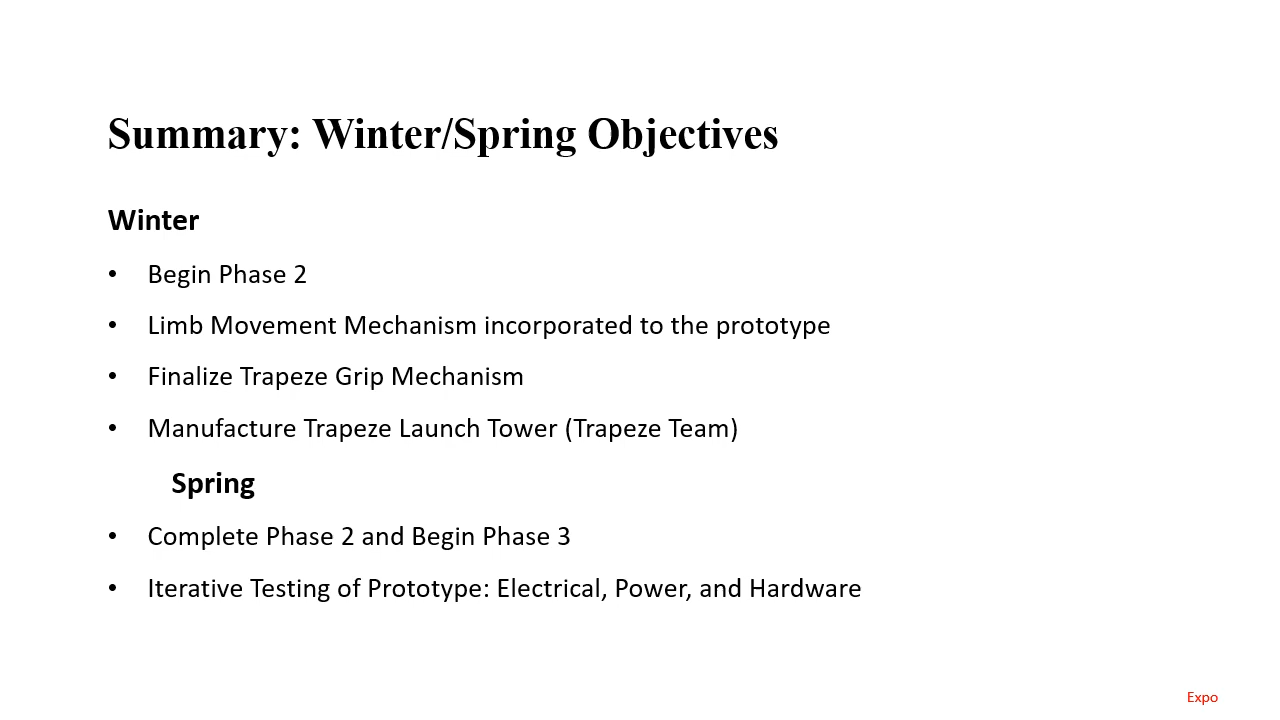 Summary: Winter/Spring Objectives
Winter
• Begin Phase 2
• Limb Movement Mechanism incorporated to the prototype
• Finalize Trapeze Grip Mechanism
• Manufacture Trapeze Launch Tower (Trapeze Team)
Spring
• Complete Phase 2 and Begin Phase 3
• Iterative Testing of Prototype: Electrical, Power, and Hardware
Expo